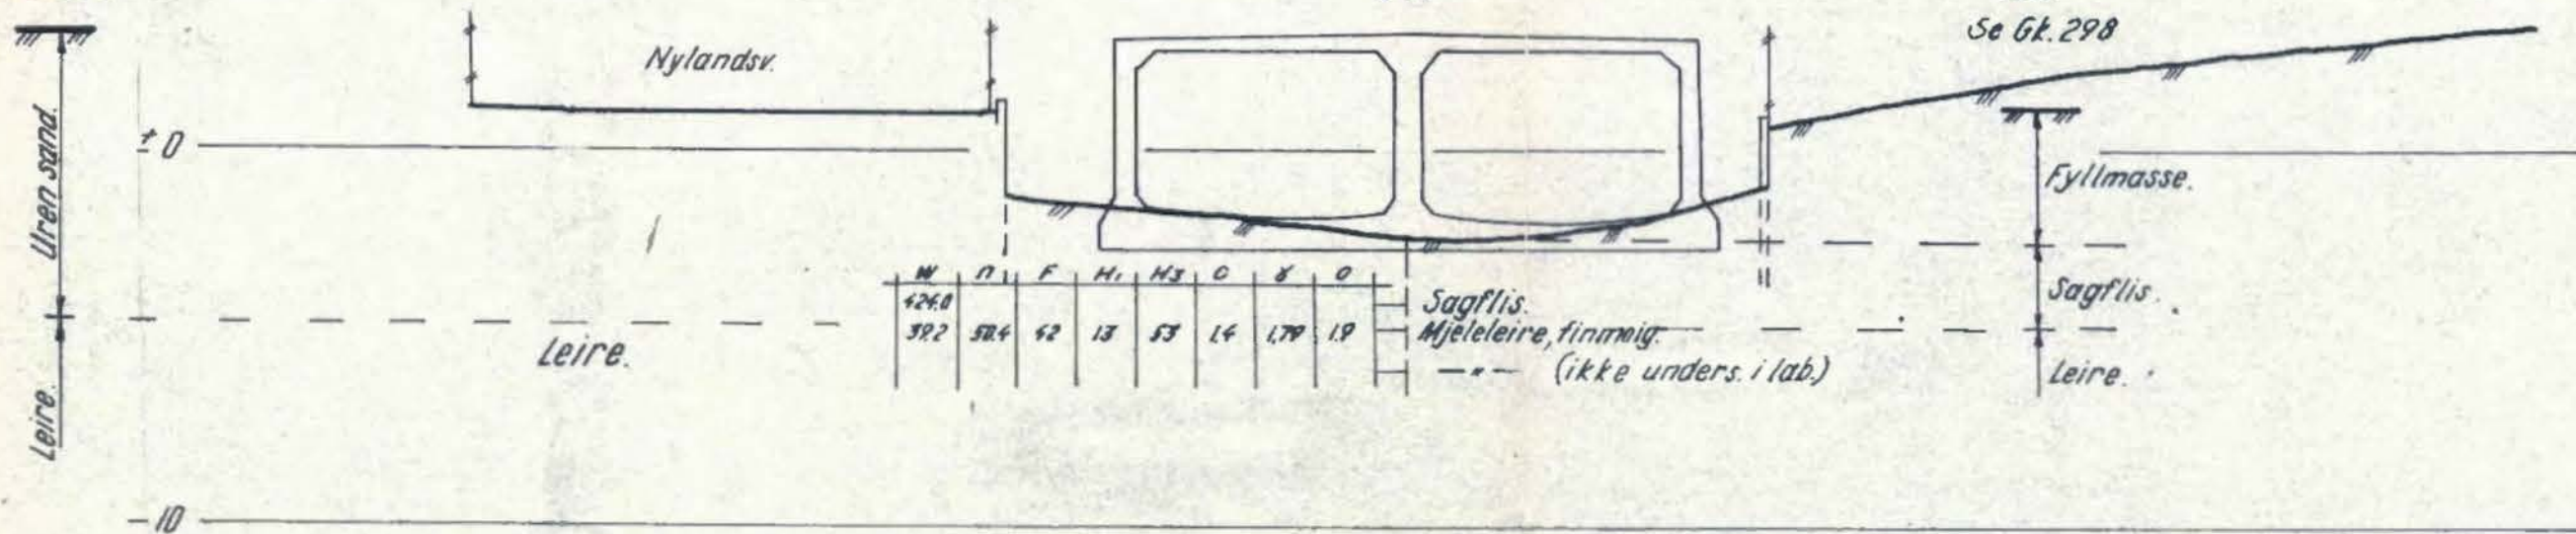 Se Gk. 298
Nylandsv.
Uren sand.
± 0
Fyllmasse.
W n F H₁ H₃ C γ O
424.0
Sagflis.
Sagflis.
39.2 50.4 42 13 53 1.4 1,79 1.9
Mjeleleire, finmoig.
Leire.
—"— (ikke unders. i lab.)
Leire.
Leire.
-10